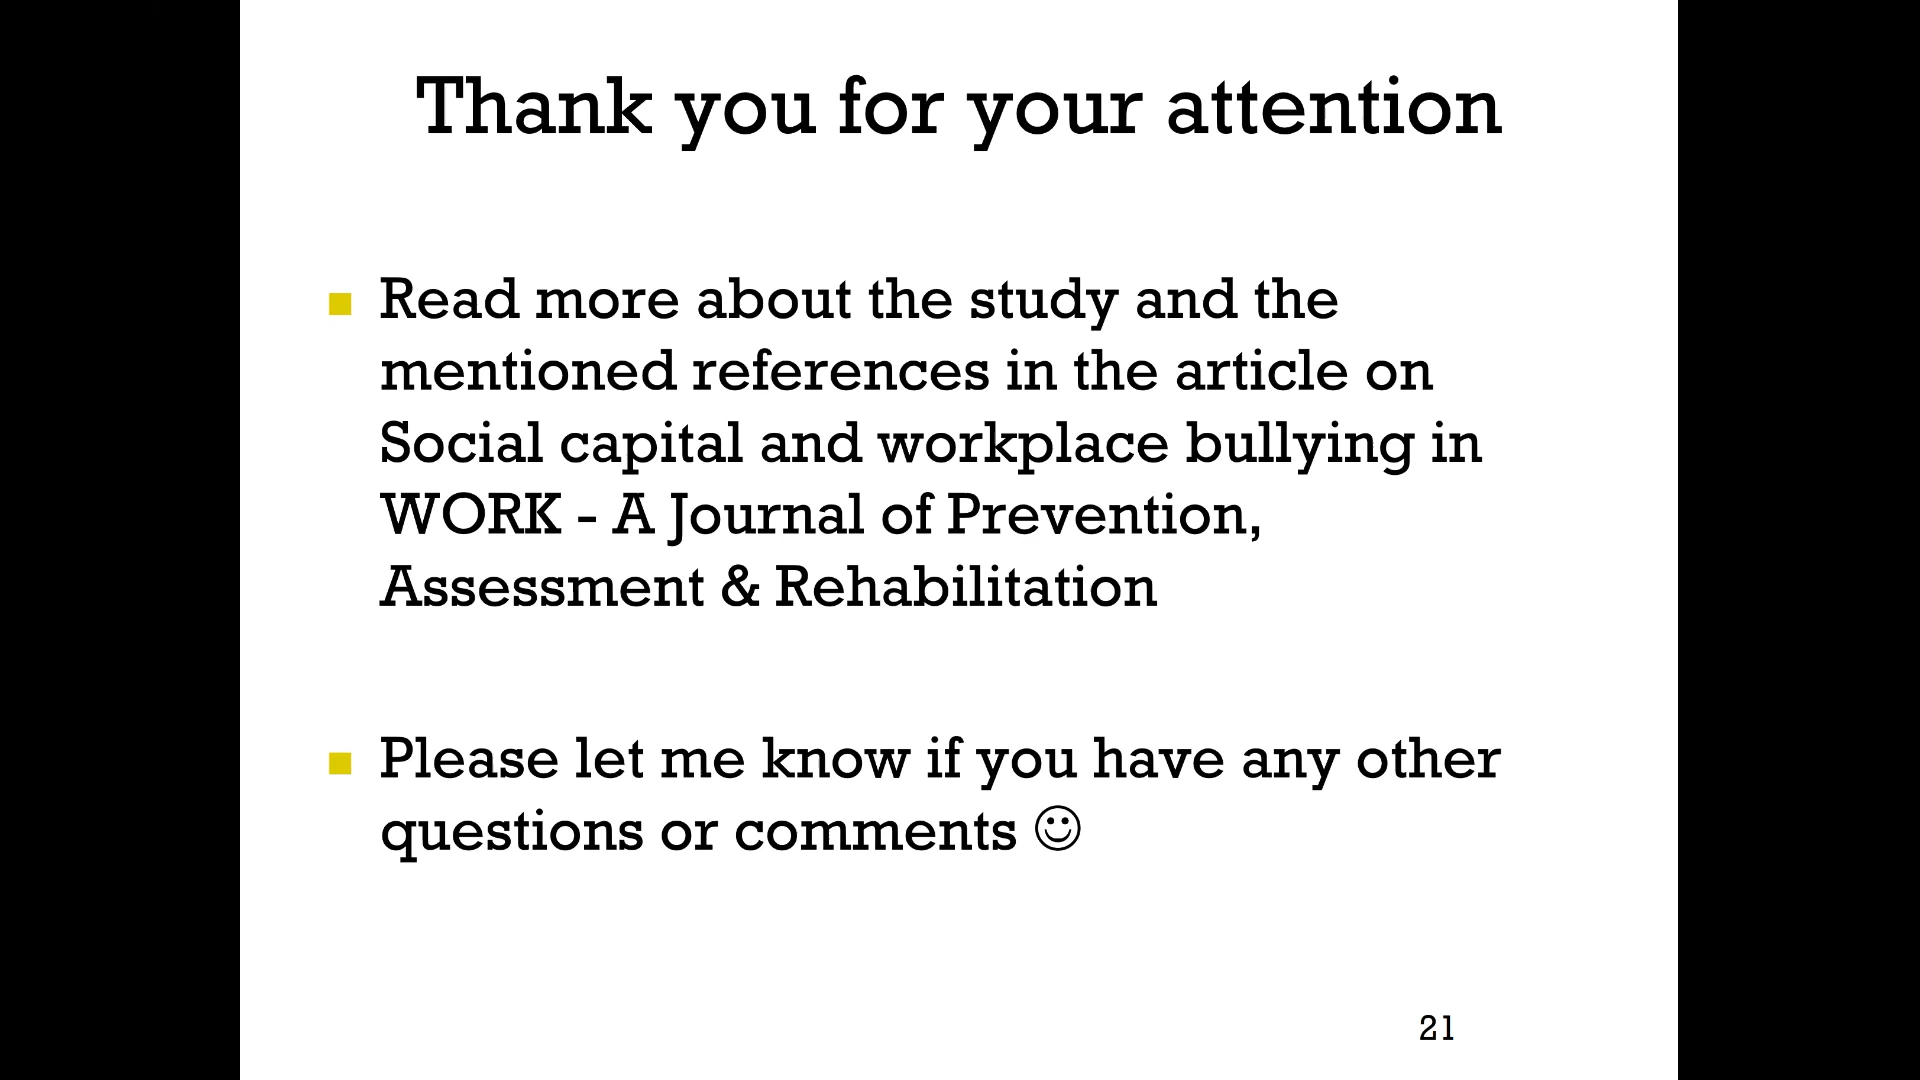 Thank you for your attention
Read more about the study and the
mentioned references in the article on
Social capital and workplace bullying in
WORK - A Journal of Prevention,
Assessment & Rehabilitation
Please let me know if you have any other
questions or comments ☺
21